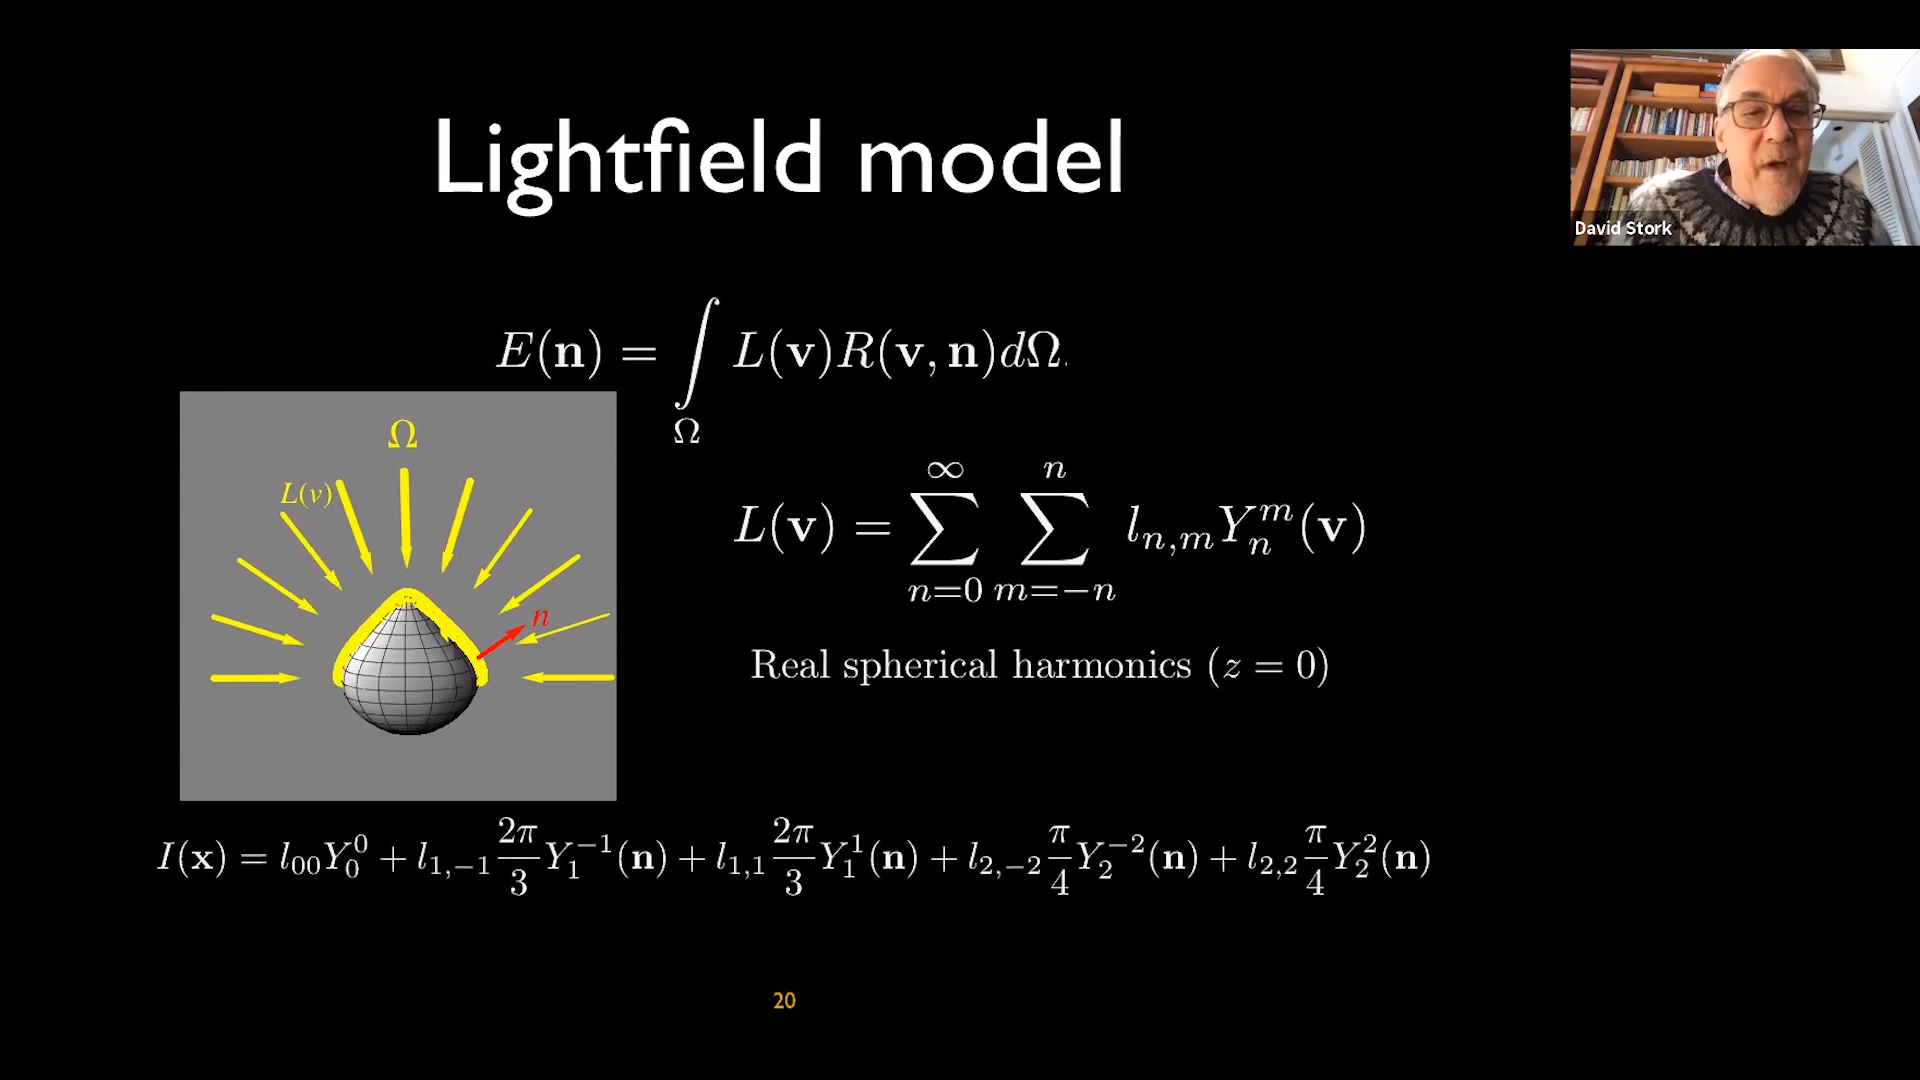 Lightfield model
David Stork
E(n) = ∫_Ω L(v)R(v, n)dΩ.
Ω
L(v)
n
L(v) = ∑_{n=0}^{∞} ∑_{m=−n}^{n} l_{n,m}Y_n^m(v)
Real spherical harmonics (z = 0)
I(x) = l_{00}Y_0^0 + l_{1,−1} 2π/3 Y_1^{−1}(n) + l_{1,1} 2π/3 Y_1^1(n) + l_{2,−2} π/4 Y_2^{−2}(n) + l_{2,2} π/4 Y_2^2(n)
20